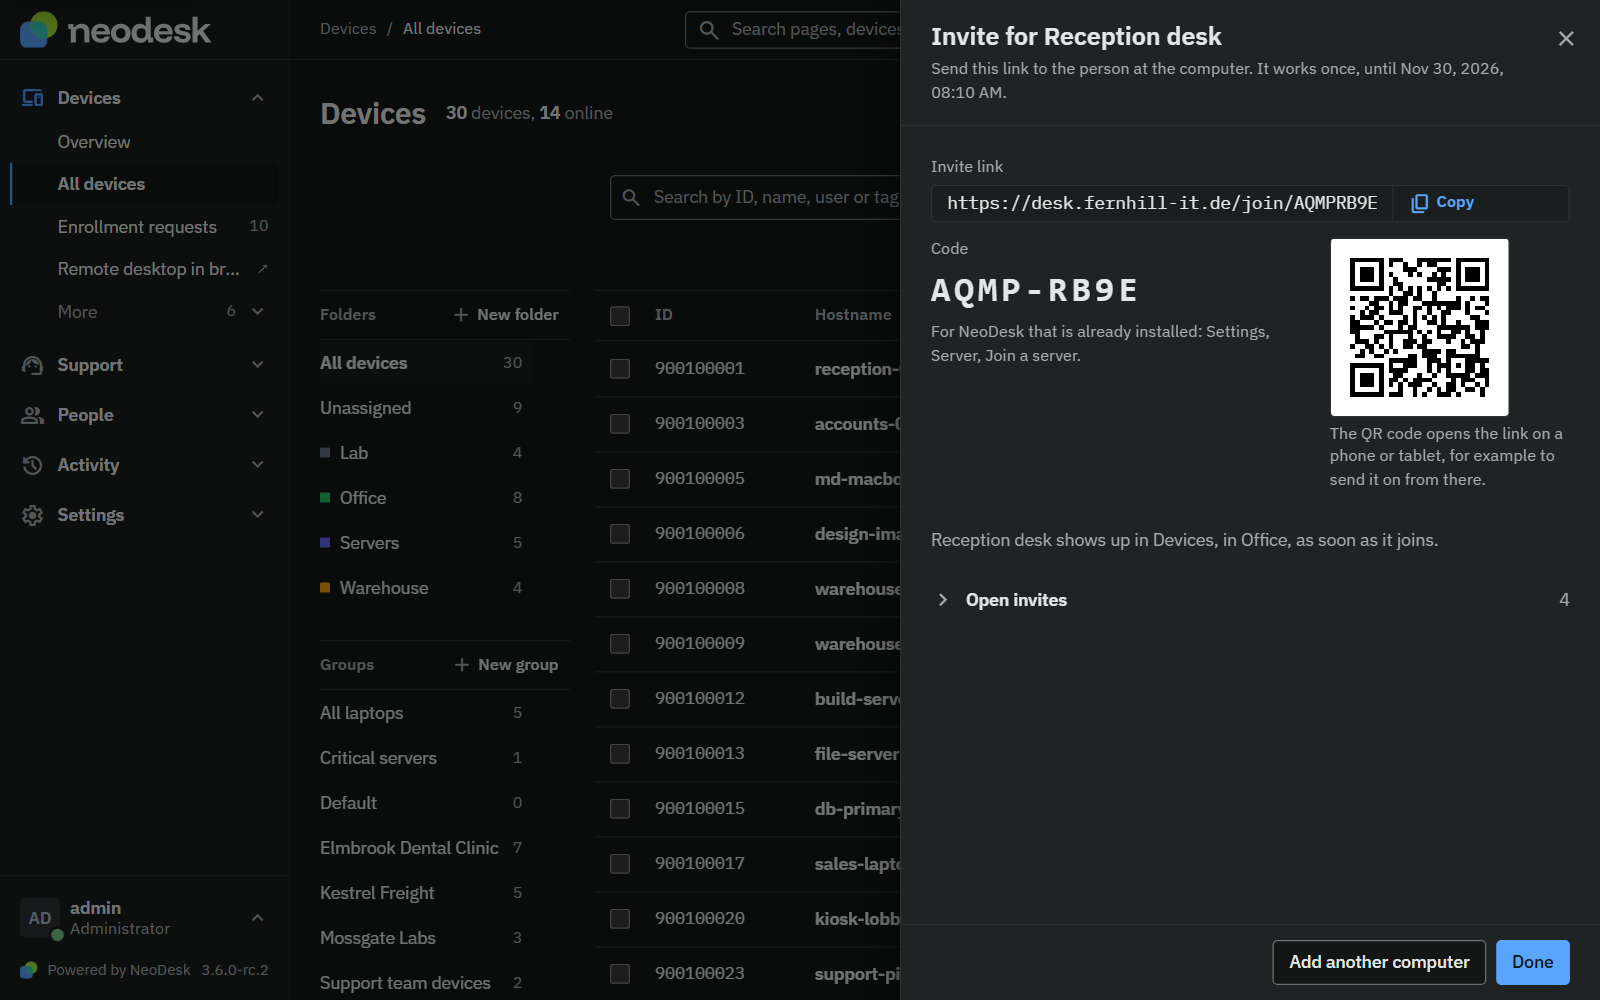 neodesk
Devices / All devices
Search pages, devices
Devices
Overview
All devices
Enrollment requests 10
Remote desktop in br...
More 6
Support
People
Activity
Settings
AD
admin
Administrator
Powered by NeoDesk 3.6.0-rc.2
Devices 30 devices, 14 online
Search by ID, name, user or tag
Folders + New folder
All devices 30
Unassigned 9
Lab 4
Office 8
Servers 5
Warehouse 4
Groups + New group
All laptops 5
Critical servers 1
Default 0
Elmbrook Dental Clinic 7
Kestrel Freight 5
Mossgate Labs 3
Support team devices 2
ID Hostname
900100001 reception-
900100003 accounts-
900100005 md-macbo
900100006 design-ima
900100008 warehouse
900100009 warehouse
900100012 build-serv
900100013 file-server
900100015 db-primary
900100017 sales-lapt
900100020 kiosk-lobb
900100023 support-pi
Invite for Reception desk
Send this link to the person at the computer. It works once, until Nov 30, 2026,
08:10 AM.
Invite link
https://desk.fernhill-it.de/join/AQMPRB9E Copy
Code
AQMP-RB9E
For NeoDesk that is already installed: Settings,
Server, Join a server.
The QR code opens the link on a
phone or tablet, for example to
send it on from there.
Reception desk shows up in Devices, in Office, as soon as it joins.
Open invites 4
Add another computer
Done